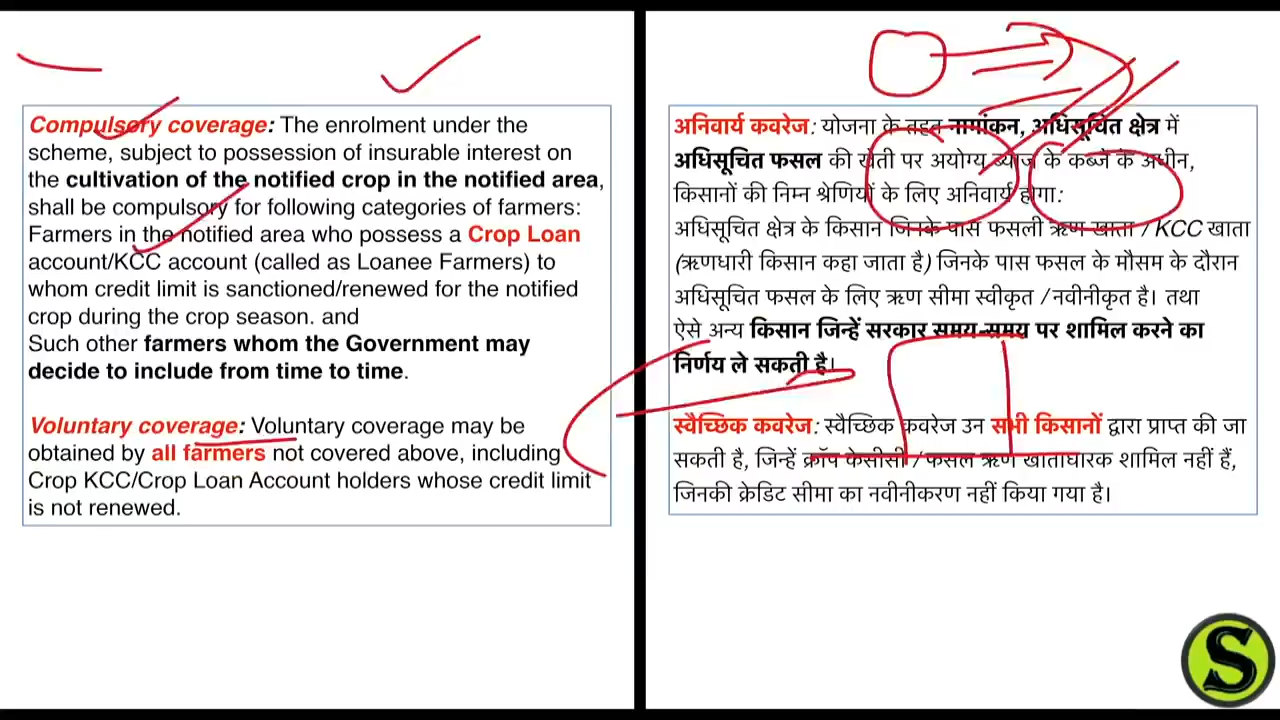 Compulsory coverage: The enrolment under the
scheme, subject to possession of insurable interest on
the cultivation of the notified crop in the notified area,
shall be compulsory for following categories of farmers:
Farmers in the notified area who possess a Crop Loan
account/KCC account (called as Loanee Farmers) to
whom credit limit is sanctioned/renewed for the notified
crop during the crop season. and
Such other farmers whom the Government may
decide to include from time to time.
Voluntary coverage: Voluntary coverage may be
obtained by all farmers not covered above, including
Crop KCC/Crop Loan Account holders whose credit limit
is not renewed.
अनिवार्य कवरेज: योजना के तहत नामांकन, अधिसूचित क्षेत्र में
अधिसूचित फसल की खेती पर अयोग्य ब्याज के कब्जे के अधीन,
किसानों की निम्न श्रेणियों के लिए अनिवार्य होगा:
अधिसूचित क्षेत्र के किसान जिनके पास फसली ऋण खाता / KCC खाता
(ऋणधारी किसान कहा जाता है) जिनके पास फसल के मौसम के दौरान
अधिसूचित फसल के लिए ऋण सीमा स्वीकृत / नवीनीकृत है। तथा
ऐसे अन्य किसान जिन्हें सरकार समय-समय पर शामिल करने का
निर्णय ले सकती है।
स्वैच्छिक कवरेज: स्वैच्छिक कवरेज उन सभी किसानों द्वारा प्राप्त की जा
सकती है, जिन्हें क्रॉप केसीसी / फसल ऋण खाताधारक शामिल नहीं हैं,
जिनकी क्रेडिट सीमा का नवीनीकरण नहीं किया गया है।
S